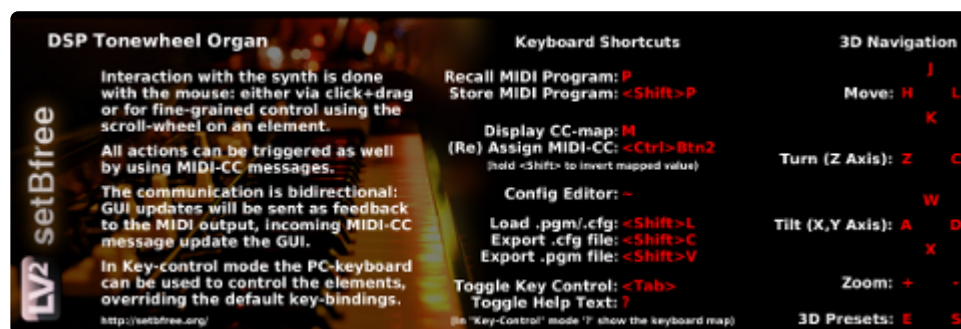 DSP Tonewheel Organ
Interaction with the synth is done
with the mouse: either via click+drag
or for fine-grained control using the
scroll-wheel on an element.
All actions can be triggered as well
by using MIDI-CC messages.
The communication is bidirectional:
GUI updates will be sent as feedback
to the MIDI output, incoming MIDI-CC
message update the GUI.
In Key-control mode the PC-keyboard
can be used to control the elements,
overriding the default key-bindings.
http://setbfree.org/
setBfree
LV2
Keyboard Shortcuts
Recall MIDI Program: P
Store MIDI Program: <Shift>P
Display CC-map: M
(Re) Assign MIDI-CC: <Ctrl>Btn2
(hold <Shift> to invert mapped value)
Config Editor: ~
Load .pgm/.cfg: <Shift>L
Export .cfg file: <Shift>C
Export .pgm file: <Shift>V
Toggle Key Control: <Tab>
Toggle Help Text: ?
(in "Key-Control" mode '?' show the keyboard map)
3D Navigation
J
Move: H L
K
Turn (Z Axis): Z C
W
Tilt (X,Y Axis): A D
X
Zoom: + -
3D Presets: E S